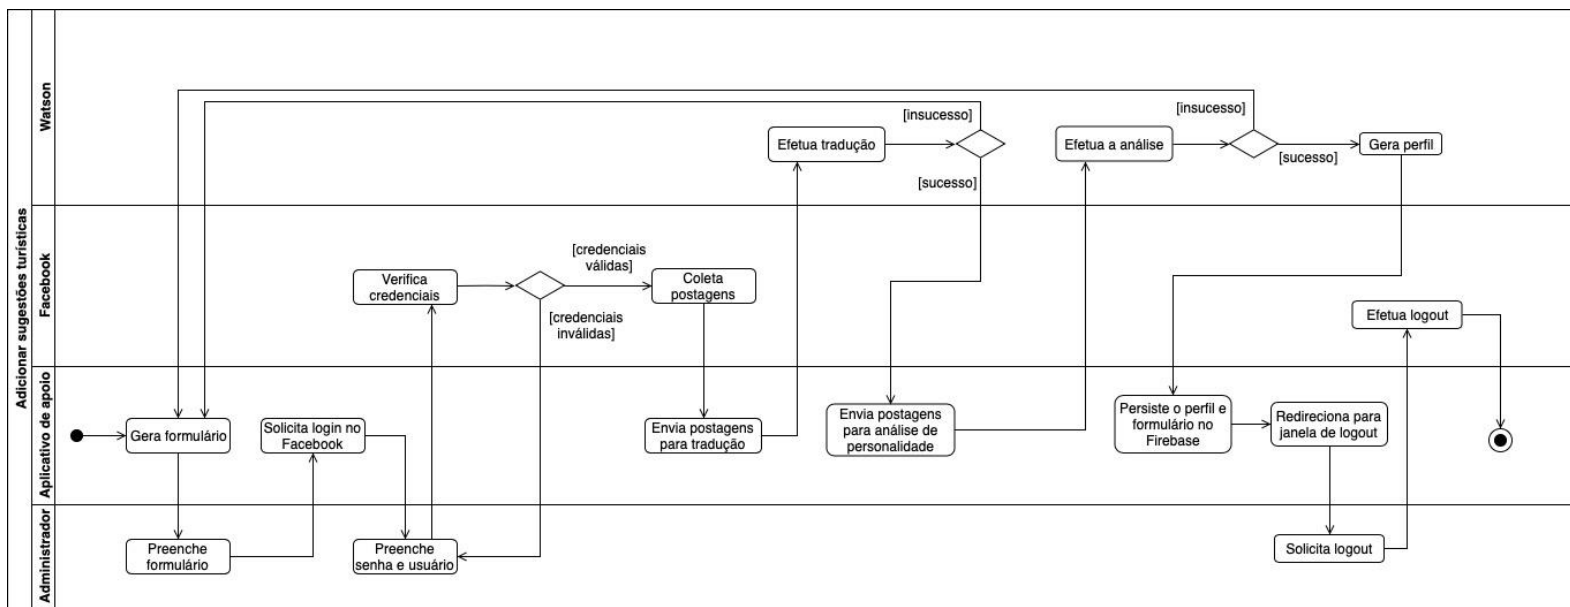 Adicionar sugestões turísticas
Watson
[insucesso]
[insucesso]
Efetua tradução
Efetua a análise
Gera perfil
[sucesso]
[sucesso]
Facebook
[credenciais
válidas]
Verifica
credenciais
Coleta
postagens
[credenciais
inválidas]
Efetua logout
Aplicativo de apoio
Gera formulário
Solicita login no
Facebook
Envia postagens
para tradução
Envia postagens
para análise de
personalidade
Persiste o perfil e
formulário no
Firebase
Redireciona para
janela de logout
Administrador
Preenche
formulário
Preenche
senha e usuário
Solicita logout